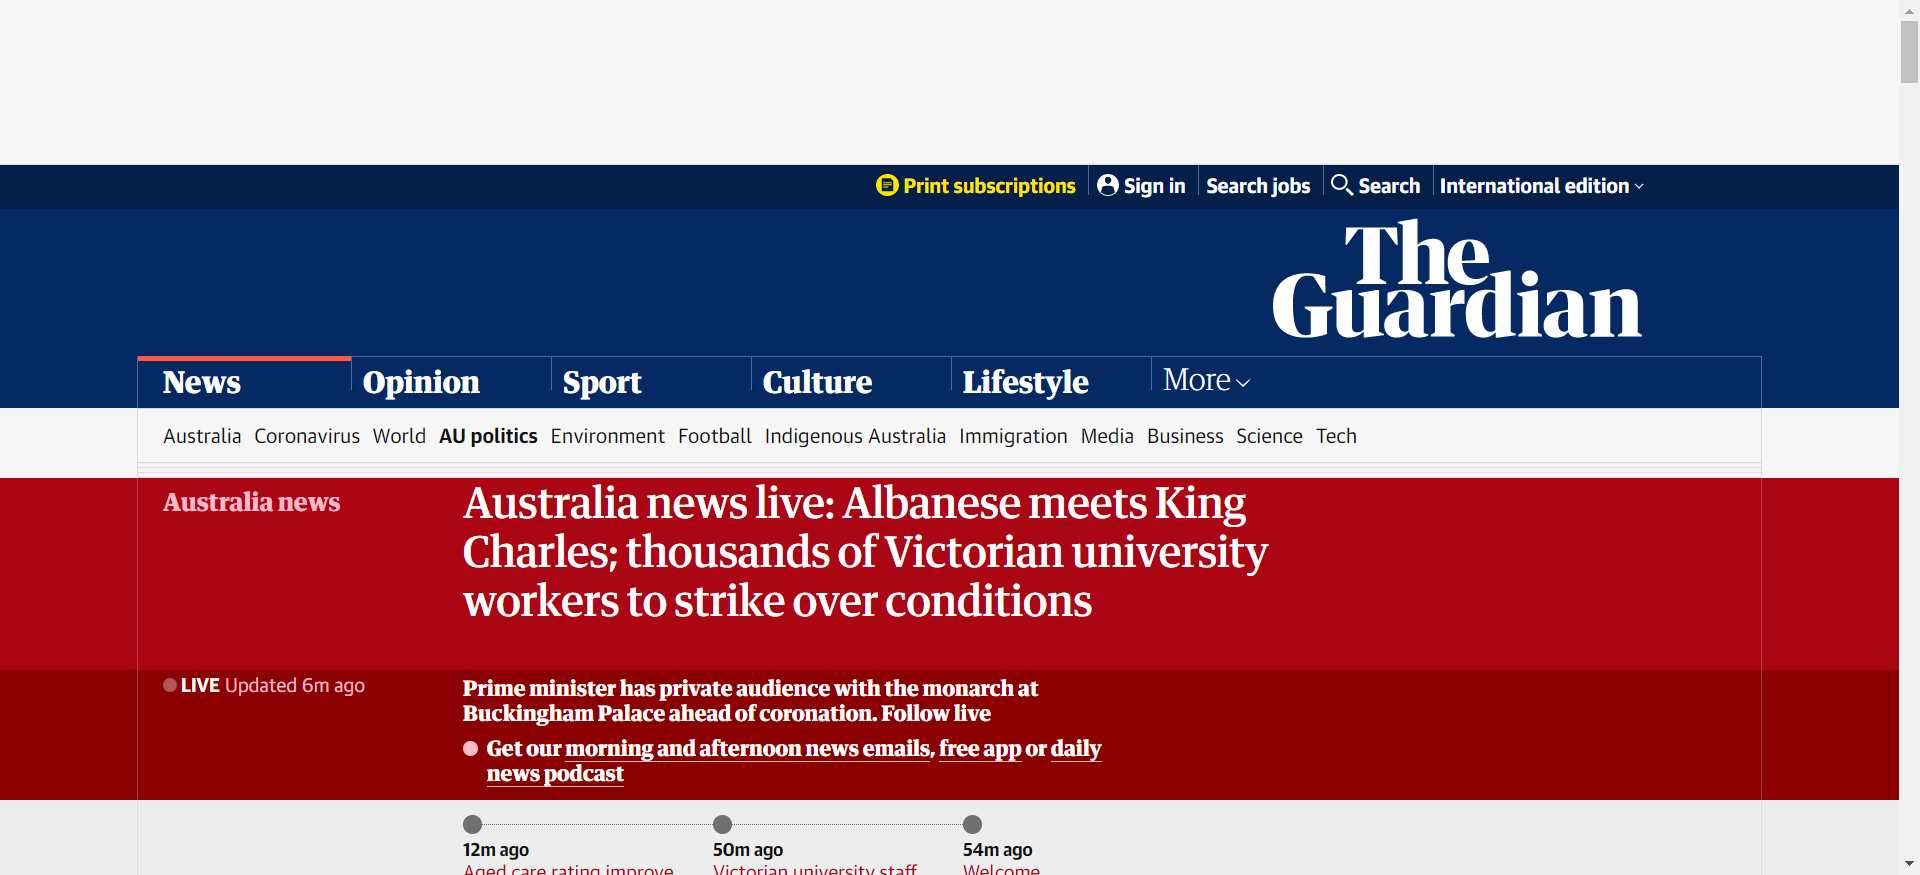 Print subscriptions
Sign in
Search jobs
Search
International edition
The
Guardian
News
Opinion
Sport
Culture
Lifestyle
More
Australia Coronavirus World AU politics Environment Football Indigenous Australia Immigration Media Business Science Tech
Australia news
Australia news live: Albanese meets King
Charles; thousands of Victorian university
workers to strike over conditions
LIVE Updated 6m ago
Prime minister has private audience with the monarch at
Buckingham Palace ahead of coronation. Follow live
Get our morning and afternoon news emails, free app or daily
news podcast
12m ago
50m ago
54m ago
Aged care rating improve
Victorian university staff
Welcome